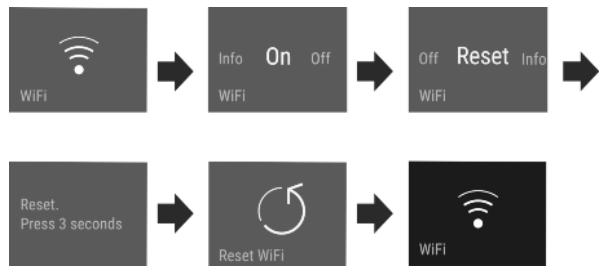 WiFi
Info On Off
WiFi
Off Reset Info
WiFi
Reset.
Press 3 seconds
Reset WiFi
WiFi